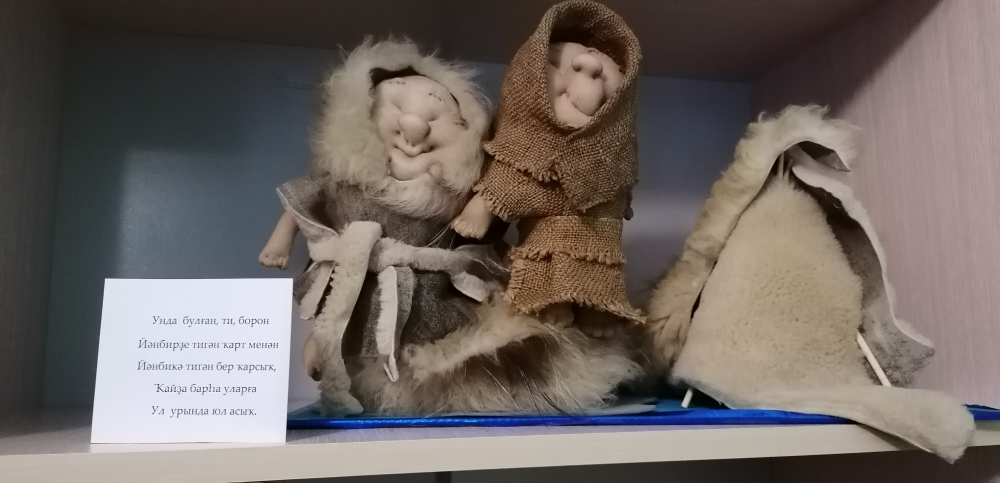 Унда булған, ти, борон
Йәнбирҙе тигән ҡарт менән
Йәнбикә тигән бер ҡарсыҡ,
Ҡайҙа барһа уларға
Ул урында юл асыҡ.